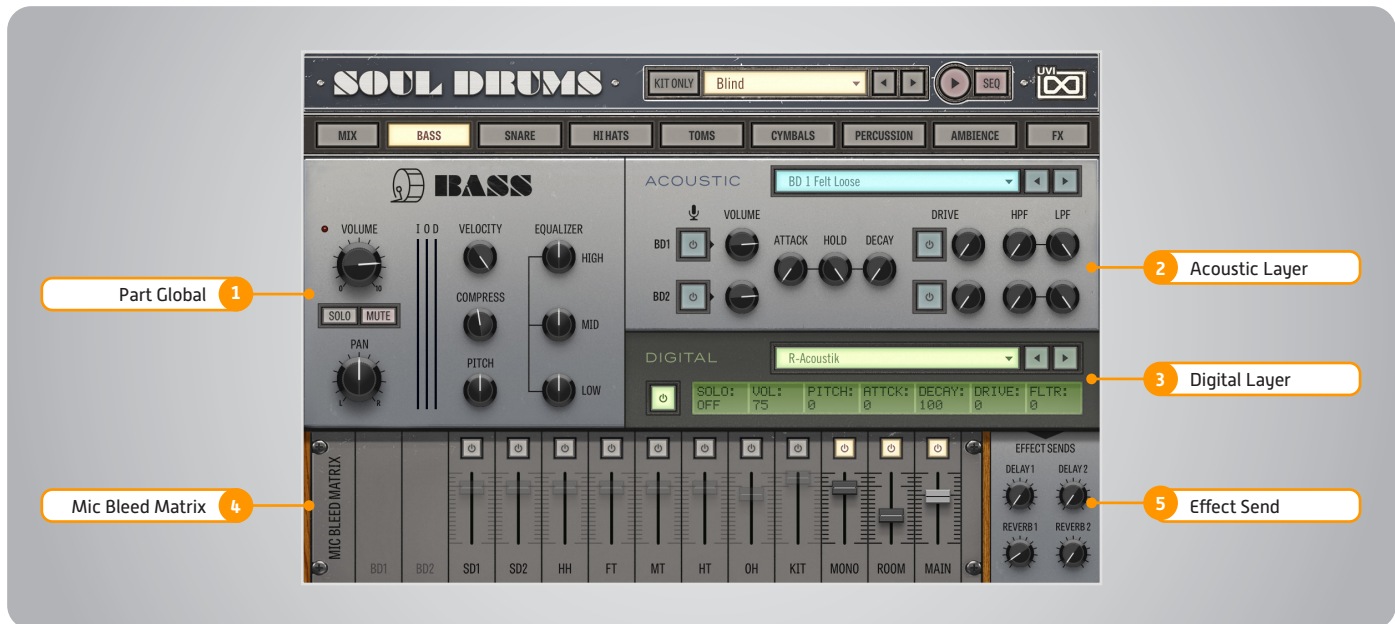 SOUL DRUMS
KIT ONLY
Blind
SEQ
UVI
MIX
BASS
SNARE
HI HATS
TOMS
CYMBALS
PERCUSSION
AMBIENCE
FX
BASS
VOLUME
0 10
SOLO MUTE
PAN
L R
I O D
VELOCITY
COMPRESS
PITCH
EQUALIZER
HIGH
MID
LOW
ACOUSTIC
BD 1 Felt Loose
VOLUME
DRIVE
HPF
LPF
BD1
ATTACK
HOLD
DECAY
BD2
DIGITAL
R-Acoustik
SOLO: VOL: PITCH: ATTCK: DECAY: DRIVE: FLTR:
OFF 75 0 0 100 0 0
MIC BLEED MATRIX
BD1 BD2 SD1 SD2 HH FT MT HT OH KIT MONO ROOM MAIN
EFFECT SENDS
DELAY 1 DELAY 2
REVERB 1 REVERB 2
Part Global 1
2 Acoustic Layer
3 Digital Layer
Mic Bleed Matrix 4
5 Effect Send